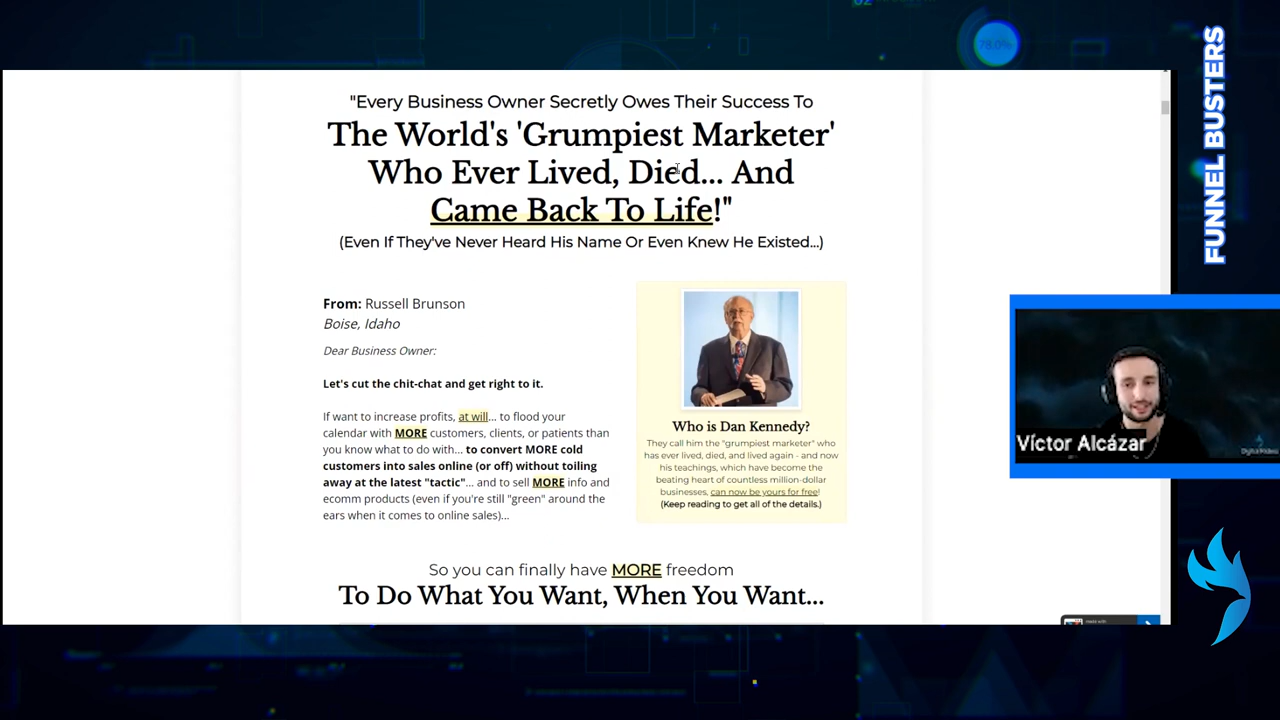 78.0%
FUNNEL BUSTERS
"Every Business Owner Secretly Owes Their Success To
The World's 'Grumpiest Marketer'
Who Ever Lived, Died... And
Came Back To Life!"
(Even If They've Never Heard His Name Or Even Knew He Existed...)
From: Russell Brunson
Boise, Idaho
Dear Business Owner:
Let's cut the chit-chat and get right to it.
If want to increase profits, at will... to flood your
calendar with MORE customers, clients, or patients than
you know what to do with... to convert MORE cold
customers into sales online (or off) without toiling
away at the latest "tactic"... and to sell MORE info and
ecomm products (even if you're still "green" around the
ears when it comes to online sales)...
Who is Dan Kennedy?
They call him the "grumpiest marketer" who
has ever lived, died, and lived again - and now
his teachings, which have become the
beating heart of countless million-dollar
businesses, can now be yours for free!
(Keep reading to get all of the details.)
So you can finally have MORE freedom
To Do What You Want, When You Want...
Víctor Alcázar
made with